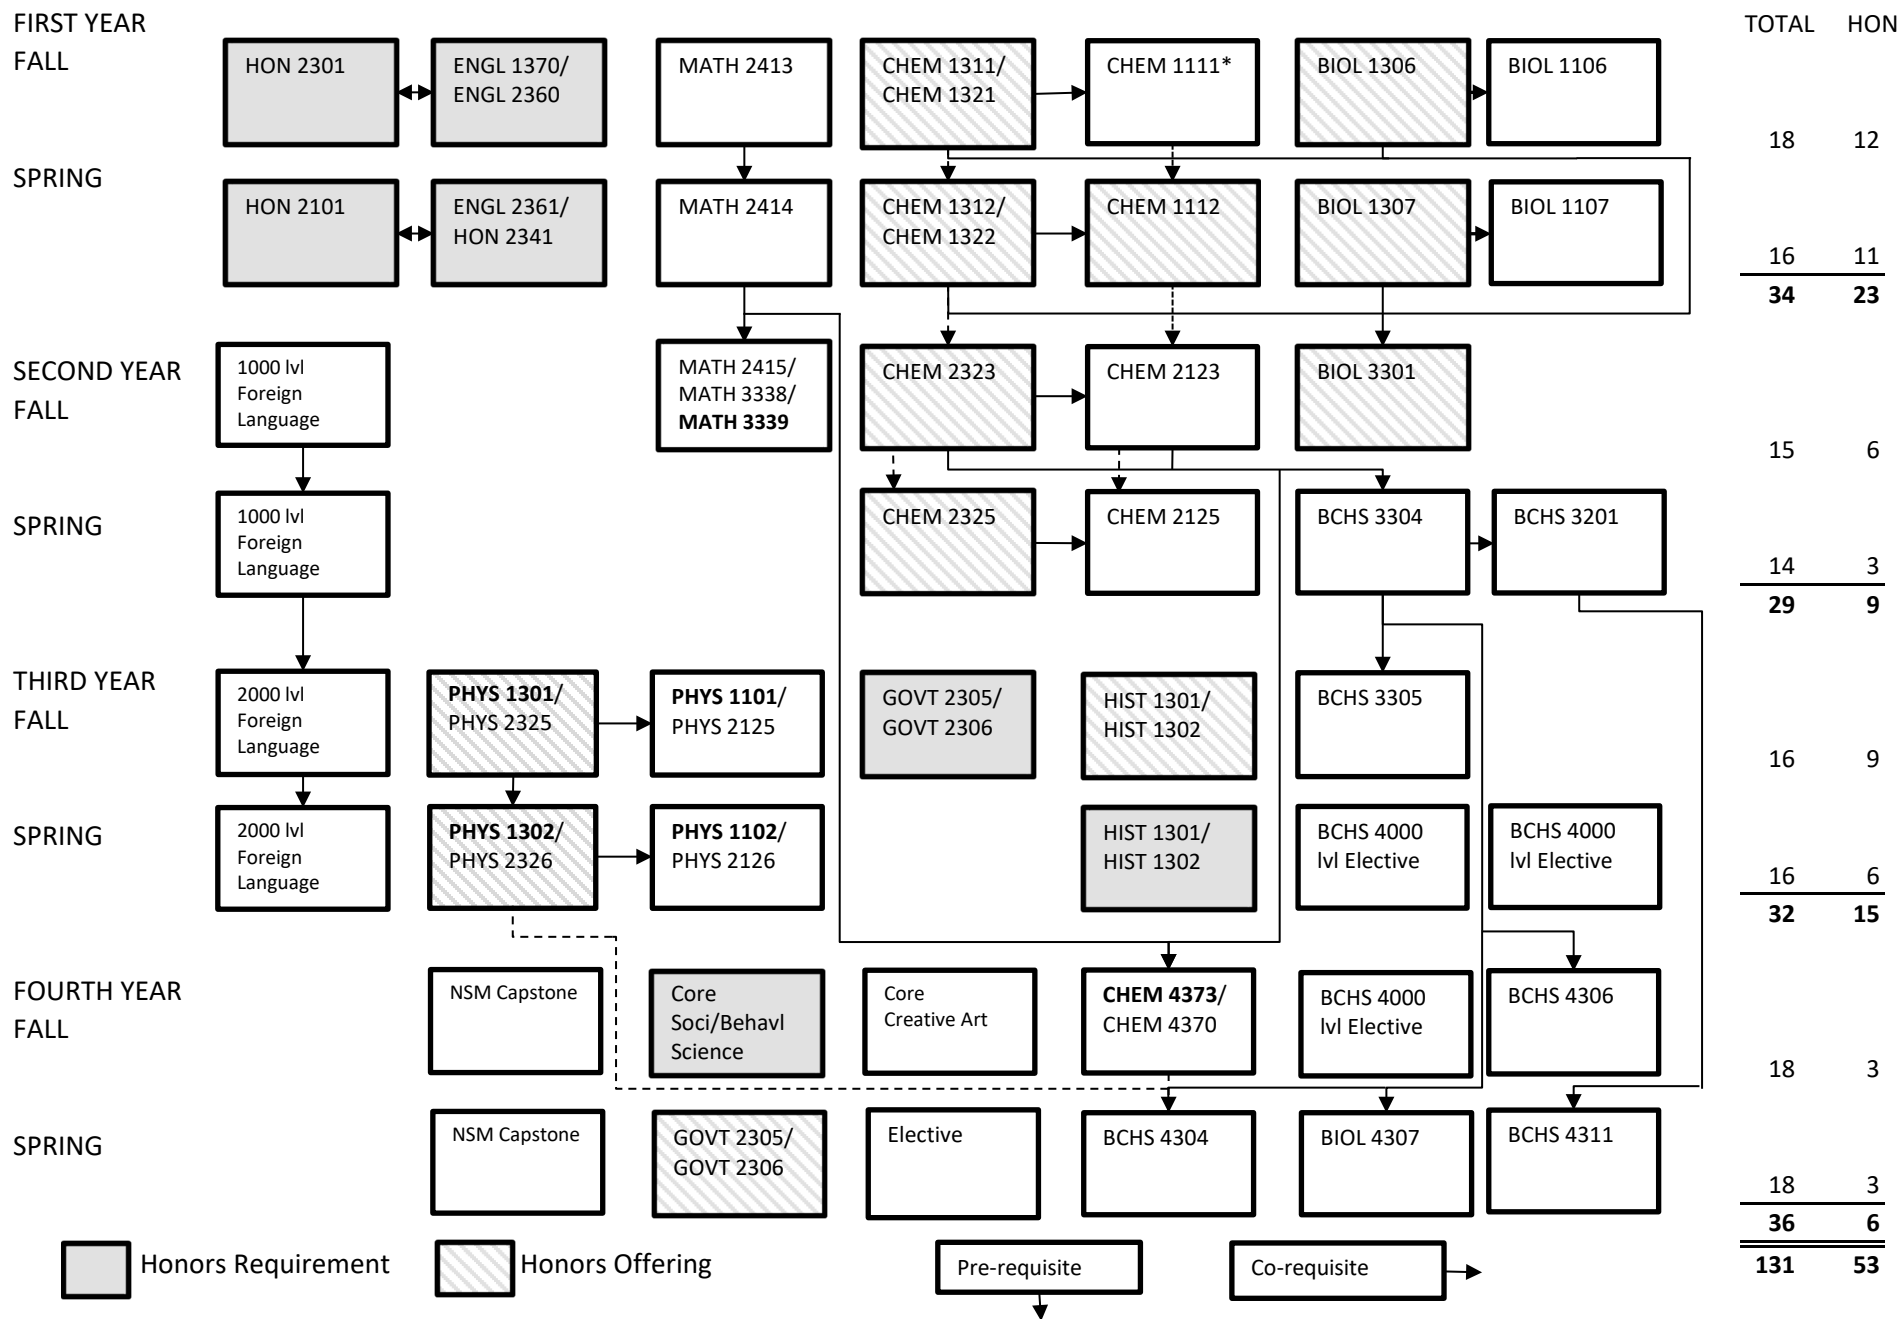 FIRST YEAR
FALL
TOTAL HON
HON 2301
ENGL 1370/
ENGL 2360
MATH 2413
CHEM 1311/
CHEM 1321
CHEM 1111*
BIOL 1306
BIOL 1106
18 12
SPRING
HON 2101
ENGL 2361/
HON 2341
MATH 2414
CHEM 1312/
CHEM 1322
CHEM 1112
BIOL 1307
BIOL 1107
16 11
34 23
SECOND YEAR
FALL
1000 lvl
Foreign
Language
MATH 2415/
MATH 3338/
MATH 3339
CHEM 2323
CHEM 2123
BIOL 3301
15 6
SPRING
1000 lvl
Foreign
Language
CHEM 2325
CHEM 2125
BCHS 3304
BCHS 3201
14 3
29 9
THIRD YEAR
FALL
2000 lvl
Foreign
Language
PHYS 1301/
PHYS 2325
PHYS 1101/
PHYS 2125
GOVT 2305/
GOVT 2306
HIST 1301/
HIST 1302
BCHS 3305
16 9
SPRING
2000 lvl
Foreign
Language
PHYS 1302/
PHYS 2326
PHYS 1102/
PHYS 2126
HIST 1301/
HIST 1302
BCHS 4000
lvl Elective
BCHS 4000
lvl Elective
16 6
32 15
FOURTH YEAR
FALL
NSM Capstone
Core
Soci/Behavl
Science
Core
Creative Art
CHEM 4373/
CHEM 4370
BCHS 4000
lvl Elective
BCHS 4306
18 3
SPRING
NSM Capstone
GOVT 2305/
GOVT 2306
Elective
BCHS 4304
BIOL 4307
BCHS 4311
18 3
36 6
131 53
Honors Requirement
Honors Offering
Pre-requisite
Co-requisite